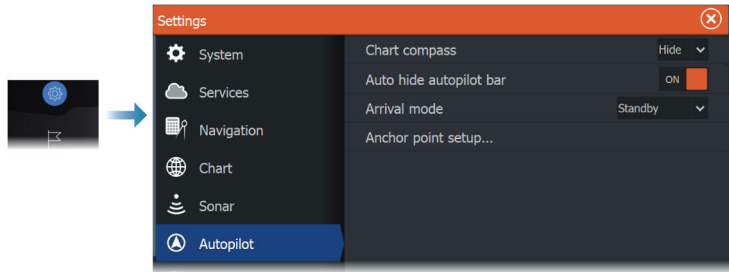 Settings
System
Services
Navigation
Chart
Sonar
Autopilot
Chart compass Hide
Auto hide autopilot bar ON
Arrival mode Standby
Anchor point setup...